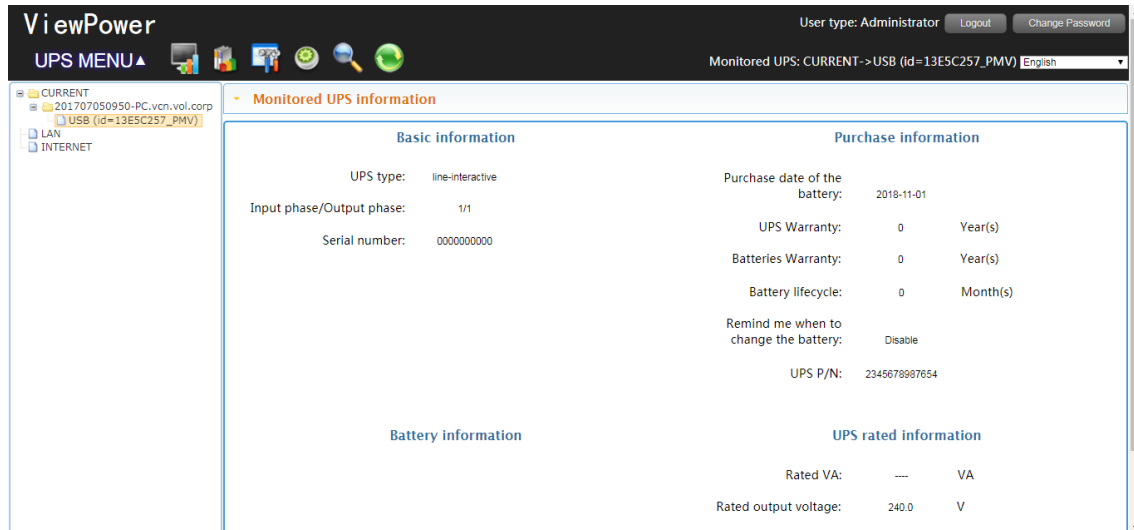 ViewPower
User type: Administrator Logout Change Password
UPS MENU▲
Monitored UPS: CURRENT->USB (id=13E5C257_PMV) English
CURRENT
201707050950-PC.vcn.vol.corp
USB (id=13E5C257_PMV)
LAN
INTERNET
Monitored UPS information
Basic information
UPS type: line-interactive
Input phase/Output phase: 1/1
Serial number: 0000000000
Purchase information
Purchase date of the
battery: 2018-11-01
UPS Warranty: 0 Year(s)
Batteries Warranty: 0 Year(s)
Battery lifecycle: 0 Month(s)
Remind me when to
change the battery: Disable
UPS P/N: 2345678987654
Battery information
UPS rated information
Rated VA: ---- VA
Rated output voltage: 240.0 V